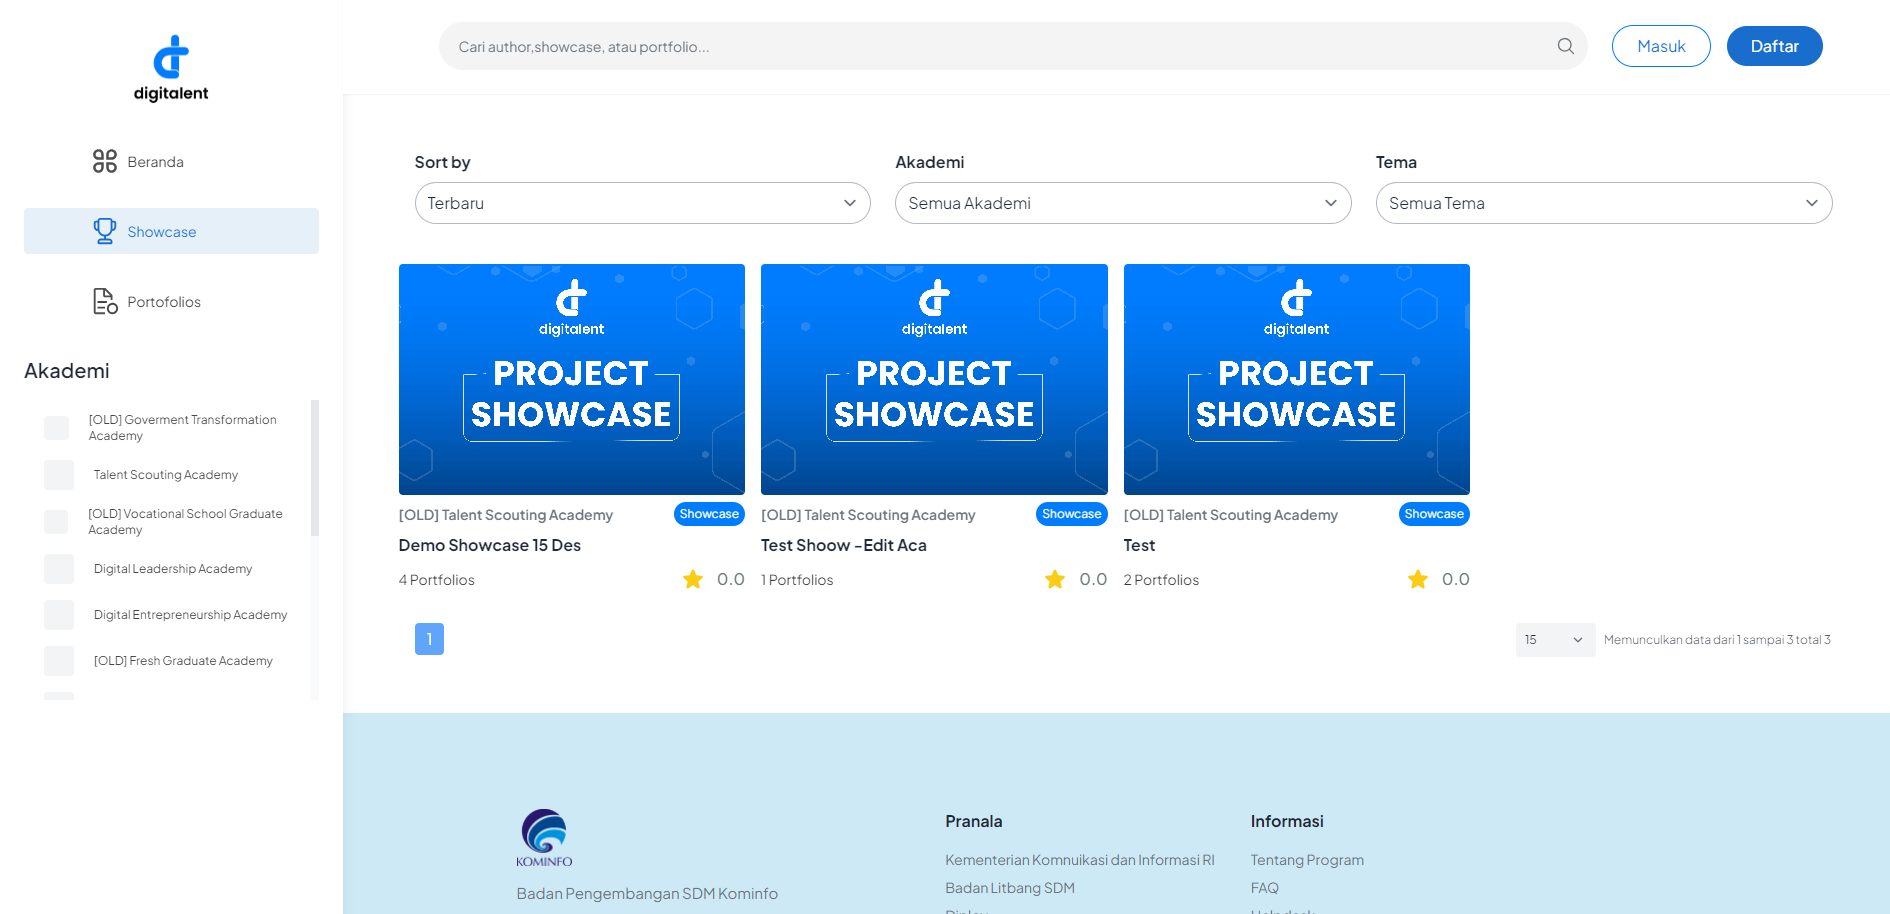 digitalent
Beranda
Showcase
Portofolios
Akademi
[OLD] Goverment Transformation
Academy
Talent Scouting Academy
[OLD] Vocational School Graduate
Academy
Digital Leadership Academy
Digital Entrepreneurship Academy
[OLD] Fresh Graduate Academy
Cari author,showcase, atau portfolio...
Masuk
Daftar
Sort by
Terbaru
Akademi
Semua Akademi
Tema
Semua Tema
digitalent
PROJECT
SHOWCASE
[OLD] Talent Scouting Academy
Showcase
Demo Showcase 15 Des
4 Portfolios
0.0
digitalent
PROJECT
SHOWCASE
[OLD] Talent Scouting Academy
Showcase
Test Shoow -Edit Aca
1 Portfolios
0.0
digitalent
PROJECT
SHOWCASE
[OLD] Talent Scouting Academy
Showcase
Test
2 Portfolios
0.0
1
15
Memunculkan data dari 1 sampai 3 total 3
KOMINFO
Badan Pengembangan SDM Kominfo
Pranala
Kementerian Komnuikasi dan Informasi RI
Badan Litbang SDM
Informasi
Tentang Program
FAQ